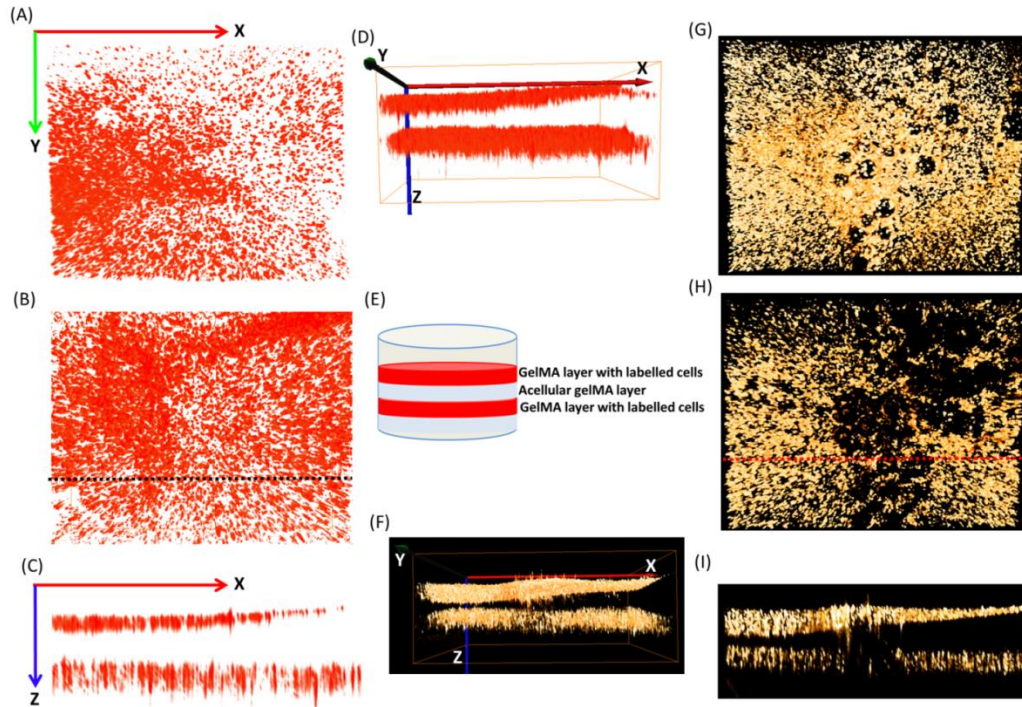 (A)
X
Y
(B)
(C)
X
Z
(D)
Y
X
Z
(E)
GelMA layer with labelled cells
Acellular gelMA layer
GelMA layer with labelled cells
(F)
Y
X
Z
(G)
(H)
(I)